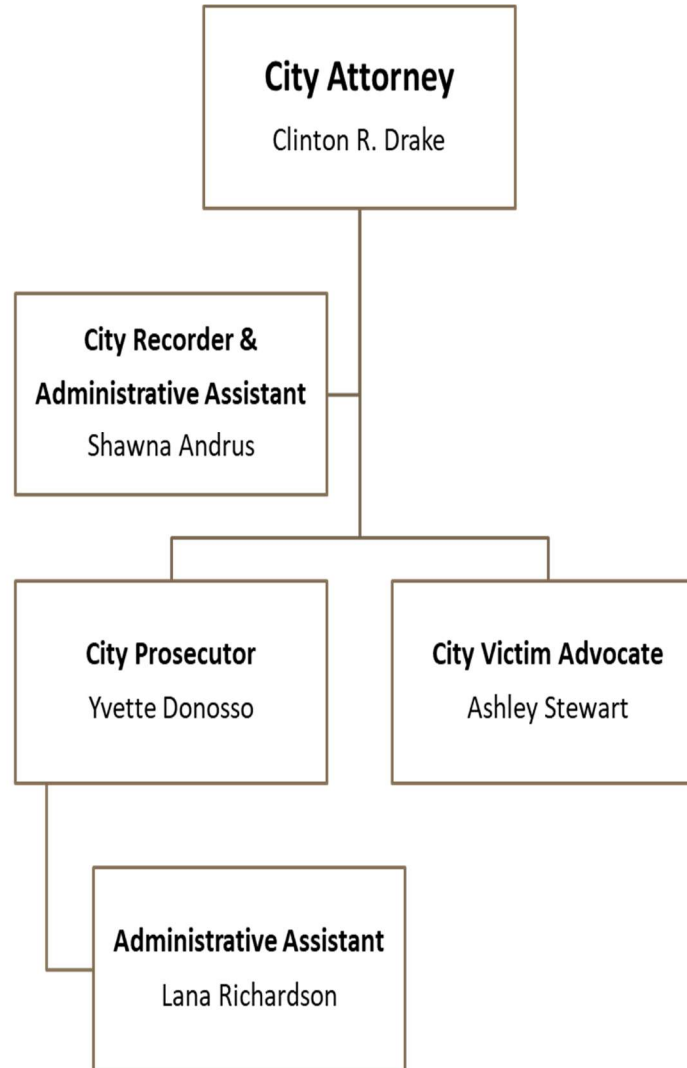 City Attorney
Clinton R. Drake
City Recorder &
Administrative Assistant
Shawna Andrus
City Prosecutor
Yvette Donosso
City Victim Advocate
Ashley Stewart
Administrative Assistant
Lana Richardson